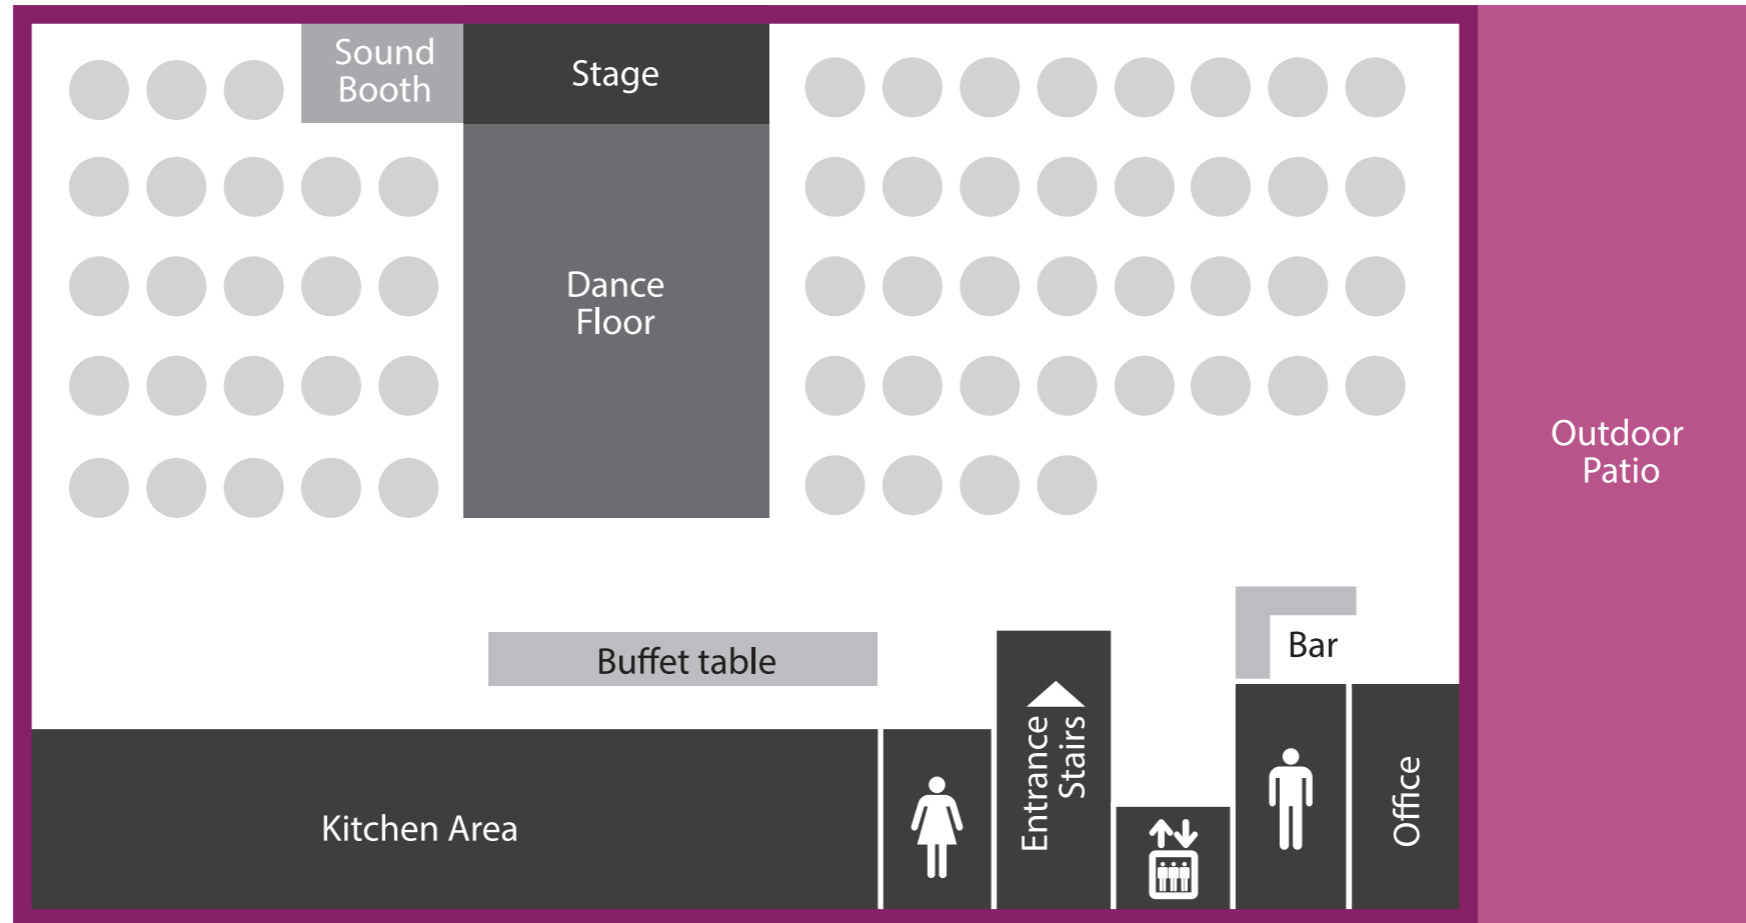 Sound
Booth
Stage
Dance
Floor
Outdoor
Patio
Buffet table
Bar
Entrance
Stairs
Kitchen Area
Office